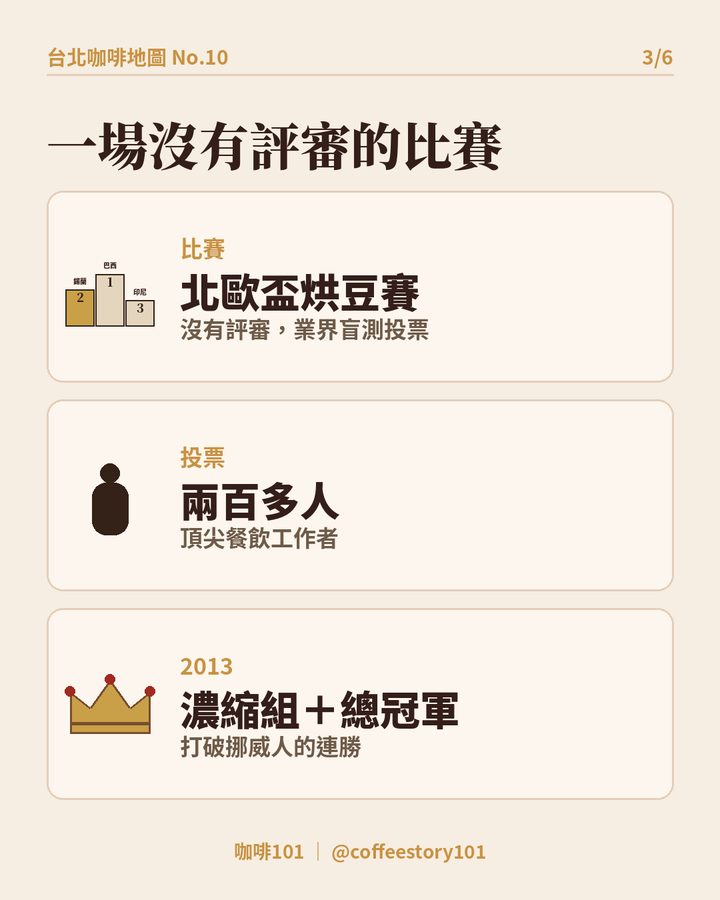 台北咖啡地圖 No.10
3/6
一場沒有評審的比賽
比賽
北歐盃烘豆賽
沒有評審，業界盲測投票
巴西
錫蘭
印尼
1
2
3
投票
兩百多人
頂尖餐飲工作者
2013
濃縮組＋總冠軍
打破挪威人的連勝
咖啡101｜@coffeestory101